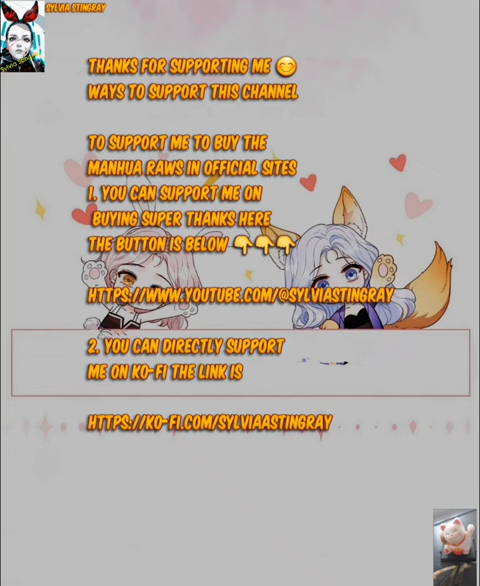 SYLVIA STINGRAY
THANKS FOR SUPPORTING ME 😊
WAYS TO SUPPORT THIS CHANNEL
TO SUPPORT ME TO BUY THE
MANHUA RAWS IN OFFICIAL SITES
1. YOU CAN SUPPORT ME ON
BUYING SUPER THANKS HERE
THE BUTTON IS BELOW 👇👇👇
HTTPS://WWW.YOUTUBE.COM/@SYLVIASTINGRAY
2. YOU CAN DIRECTLY SUPPORT
ME ON KO-FI THE LINK IS
HTTPS://KO-FI.COM/SYLVIAASTINGRAY